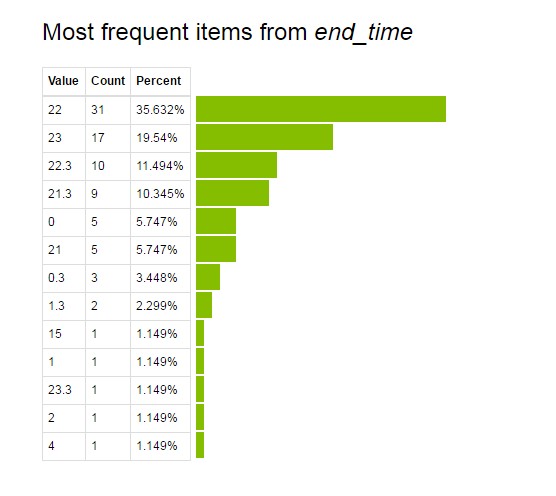 Most frequent items from end_time
Value Count Percent
22 31 35.632%
23 17 19.54%
22.3 10 11.494%
21.3 9 10.345%
0 5 5.747%
21 5 5.747%
0.3 3 3.448%
1.3 2 2.299%
15 1 1.149%
1 1 1.149%
23.3 1 1.149%
2 1 1.149%
4 1 1.149%